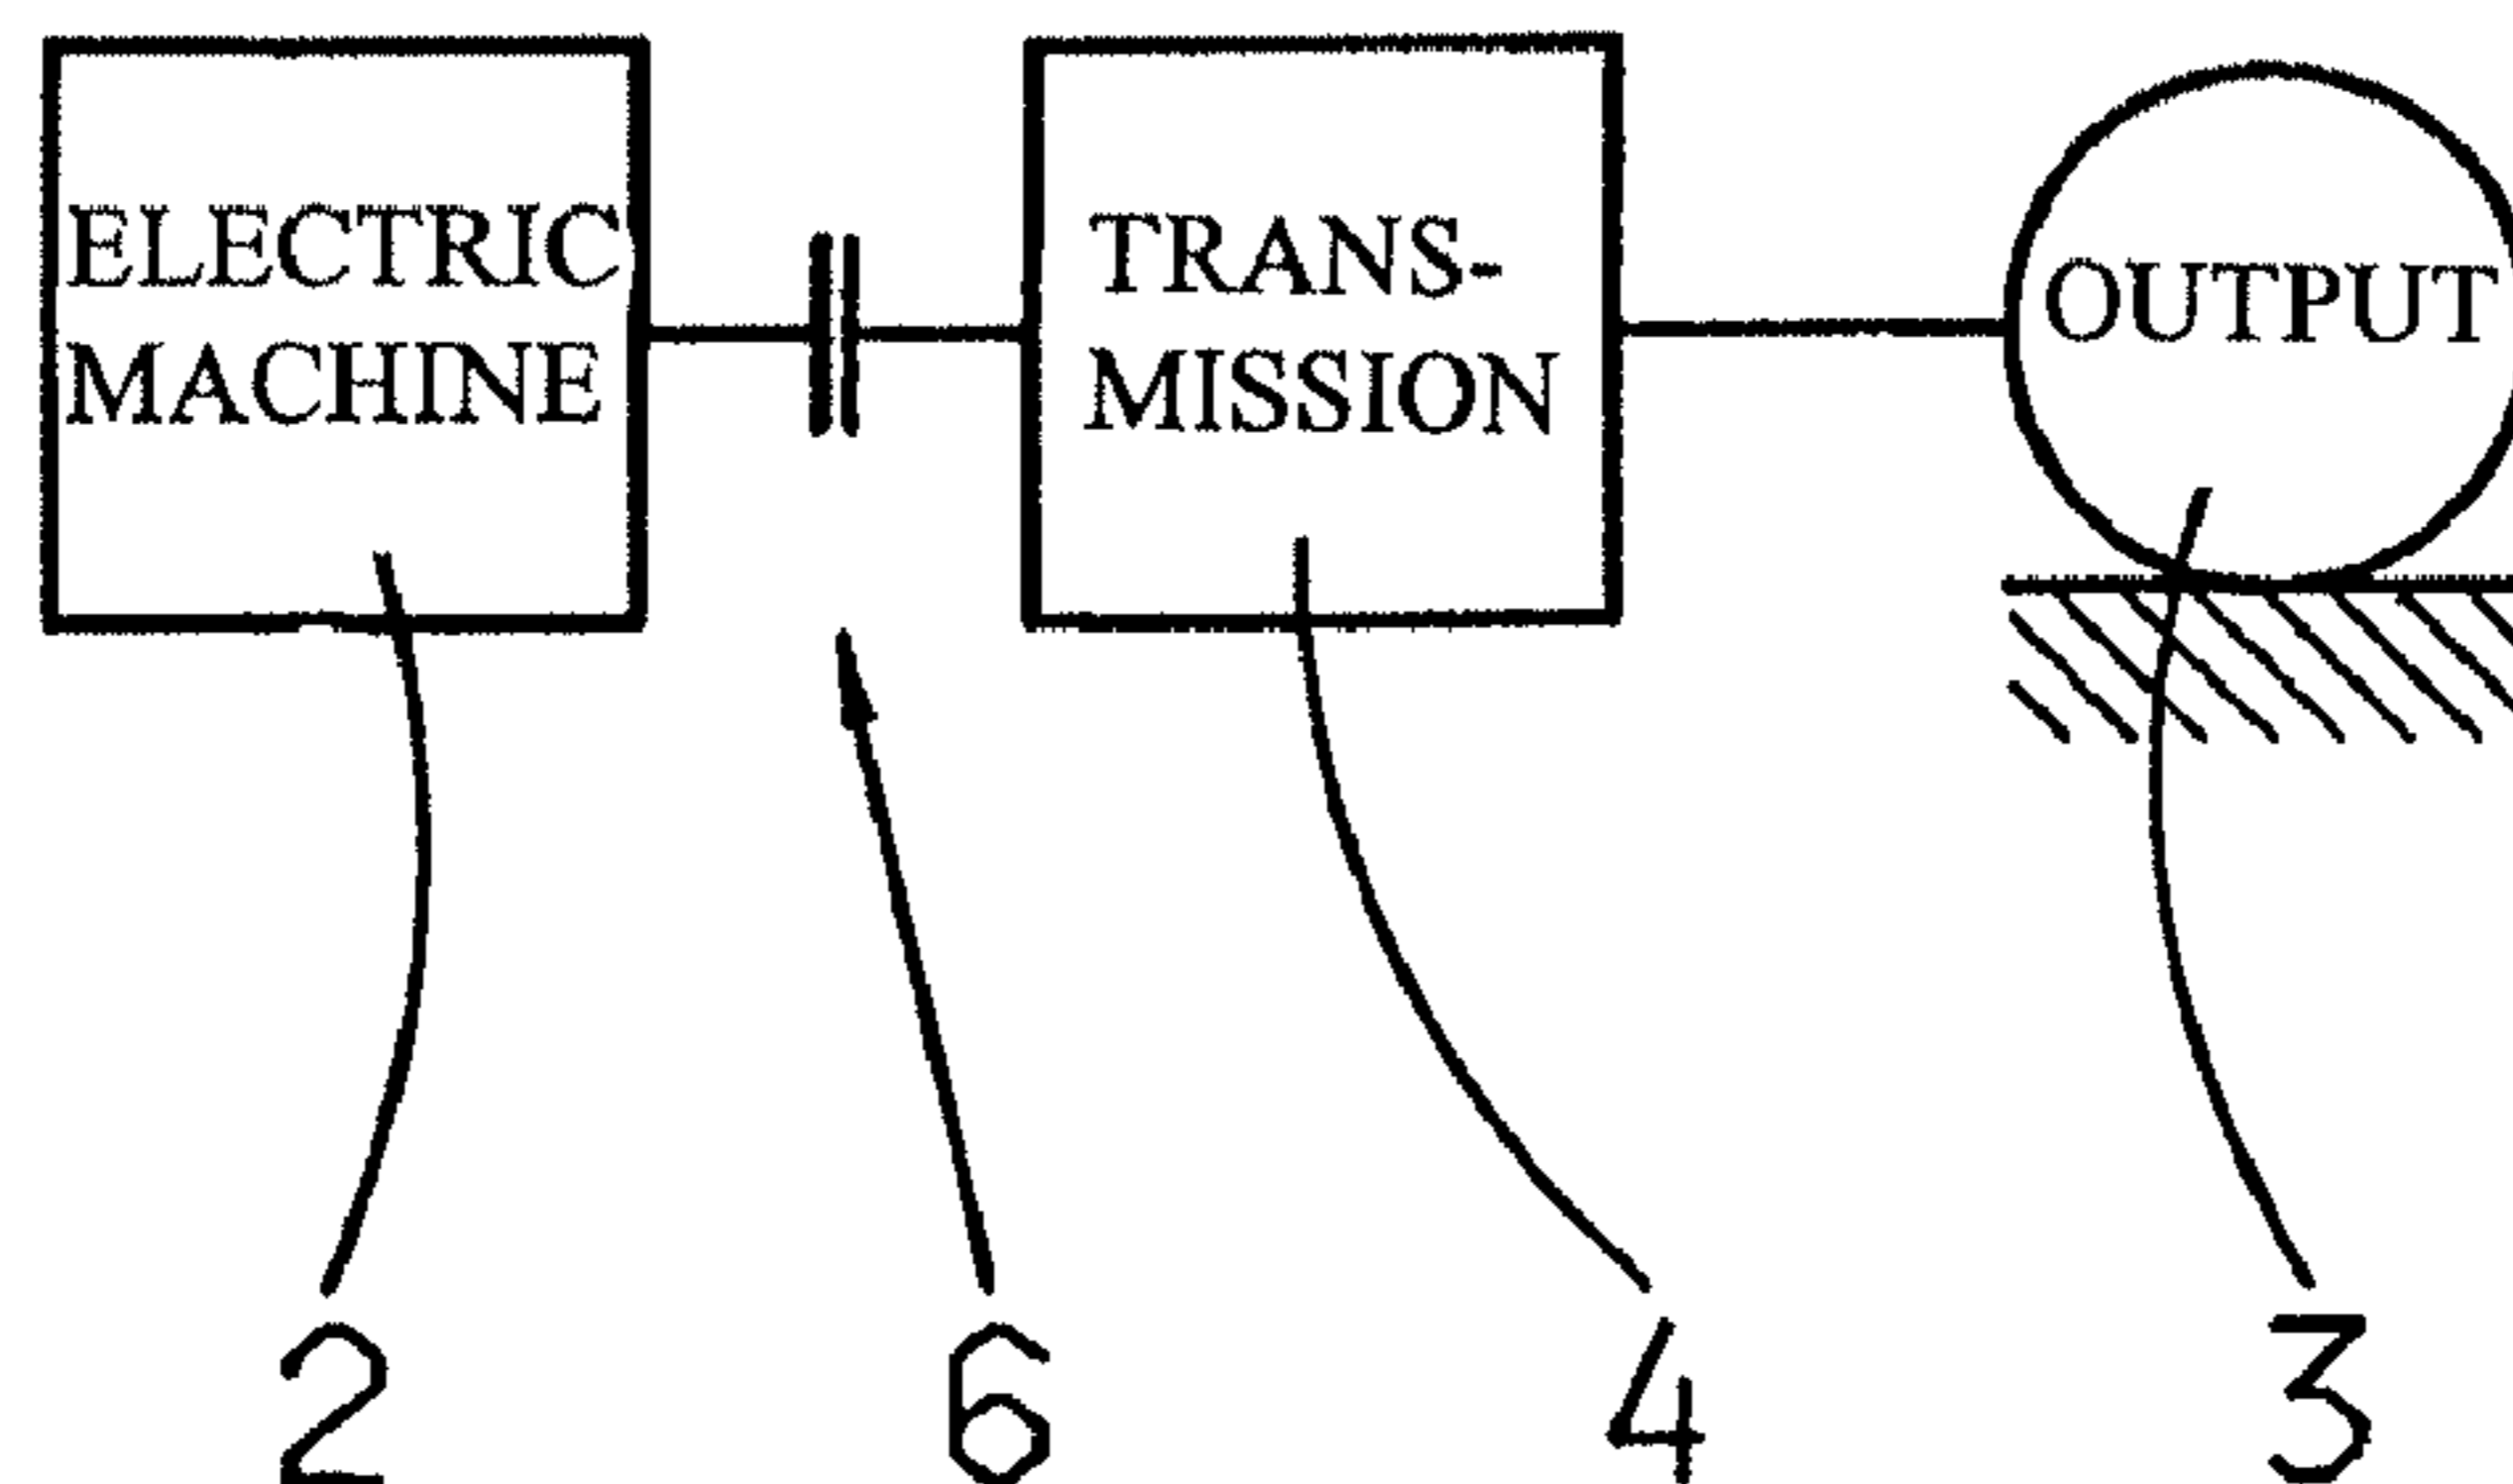 ELECTRIC
MACHINE
TRANS-
MISSION
OUTPUT
2
6
4
3